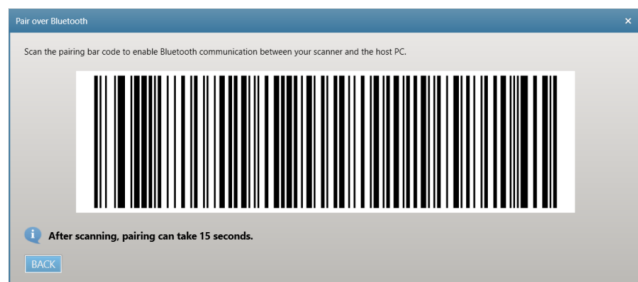 Pair over Bluetooth
×
Scan the pairing bar code to enable Bluetooth communication between your scanner and the host PC.
i After scanning, pairing can take 15 seconds.
BACK